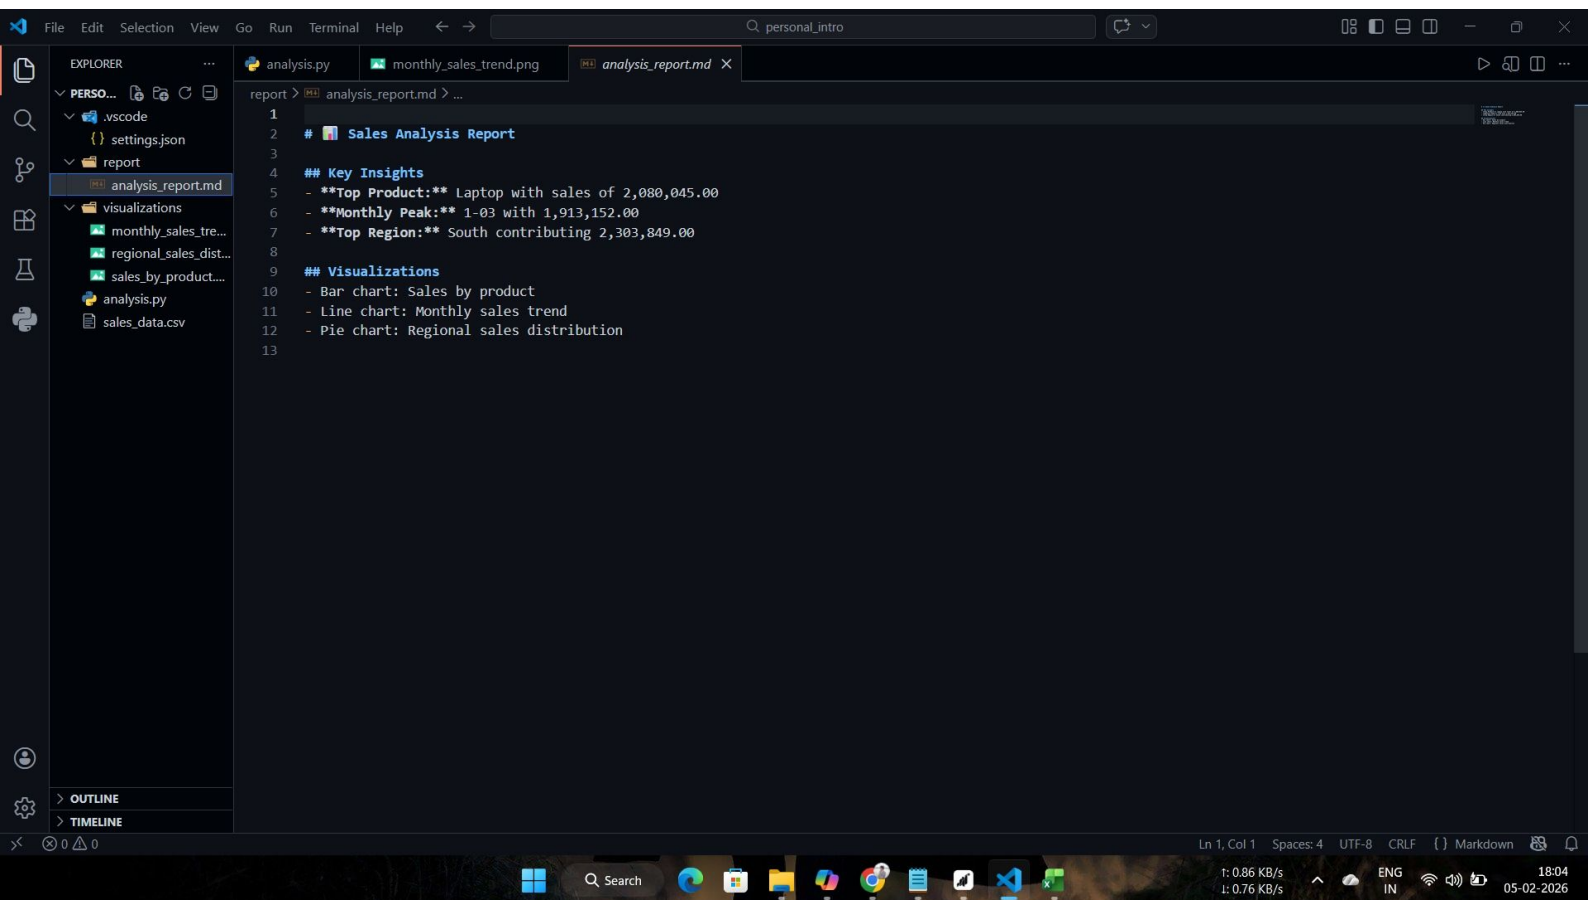 File Edit Selection View Go Run Terminal Help
personal_intro
EXPLORER
PERSO...
.vscode
{} settings.json
report
analysis_report.md
visualizations
monthly_sales_tre...
regional_sales_dist...
sales_by_product....
analysis.py
sales_data.csv
OUTLINE
TIMELINE
analysis.py monthly_sales_trend.png analysis_report.md
report > analysis_report.md > ...
1
2 # 📊 Sales Analysis Report
3
4 ## Key Insights
5 - **Top Product:** Laptop with sales of 2,080,045.00
6 - **Monthly Peak:** 1-03 with 1,913,152.00
7 - **Top Region:** South contributing 2,303,849.00
8
9 ## Visualizations
10 - Bar chart: Sales by product
11 - Line chart: Monthly sales trend
12 - Pie chart: Regional sales distribution
13
0 0
Ln 1, Col 1 Spaces: 4 UTF-8 CRLF {} Markdown
Search
↑: 0.86 KB/s
↓: 0.76 KB/s
ENG
IN
18:04
05-02-2026